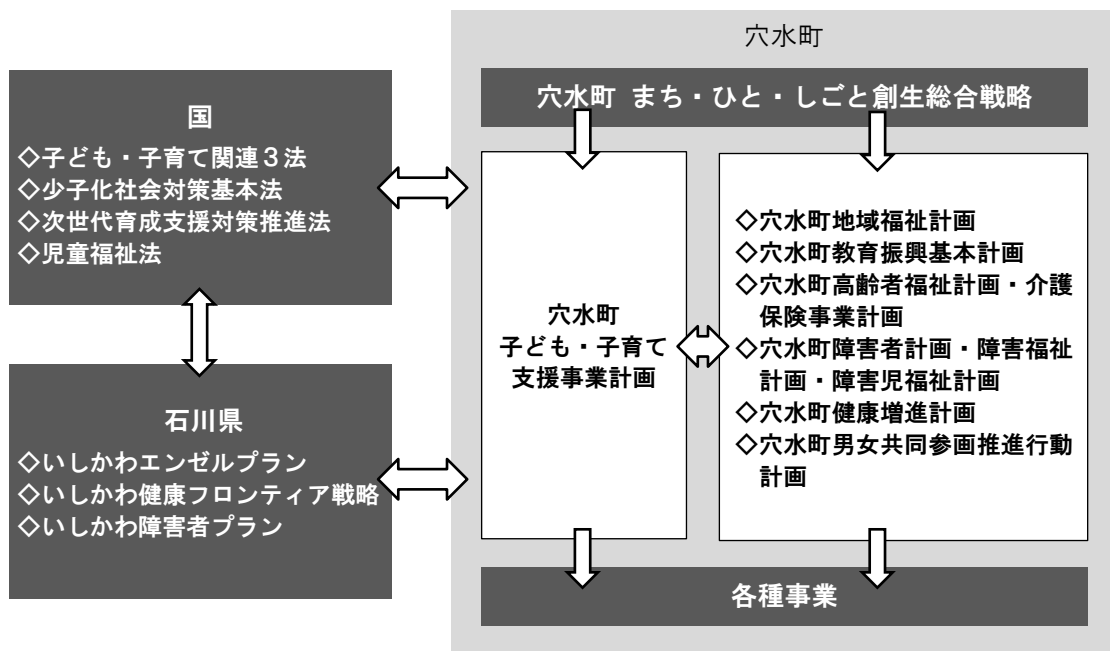 穴水町
穴水町 まち・ひと・しごと創生総合戦略
国
◇子ども・子育て関連３法
◇少子化社会対策基本法
◇次世代育成支援対策推進法
◇児童福祉法
石川県
◇いしかわエンゼルプラン
◇いしかわ健康フロンティア戦略
◇いしかわ障害者プラン
穴水町
子ども・子育て
支援事業計画
◇穴水町地域福祉計画
◇穴水町教育振興基本計画
◇穴水町高齢者福祉計画・介護
保険事業計画
◇穴水町障害者計画・障害福祉
計画・障害児福祉計画
◇穴水町健康増進計画
◇穴水町男女共同参画推進行動
計画
各種事業